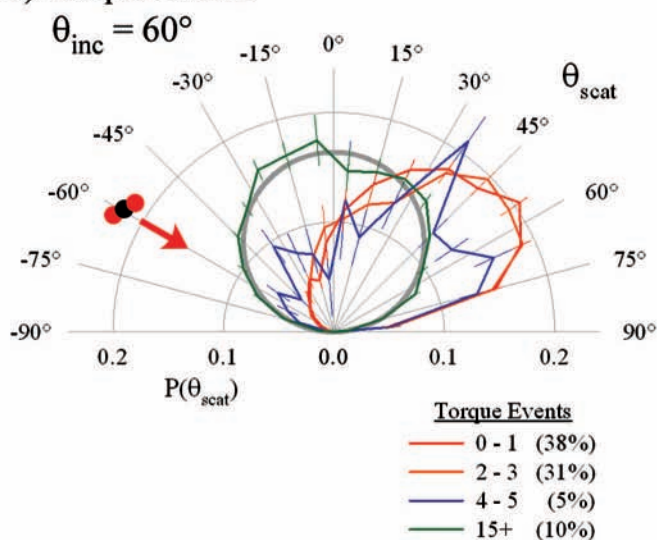 θinc = 60°
0°
-15° 15°
-30° 30°
θscat
-45° 45°
-60° 60°
-75° 75°
-90° 90°
0.2 0.1 0.0 0.1 0.2
P(θscat)
Torque Events
0 - 1 (38%)
2 - 3 (31%)
4 - 5 (5%)
15+ (10%)